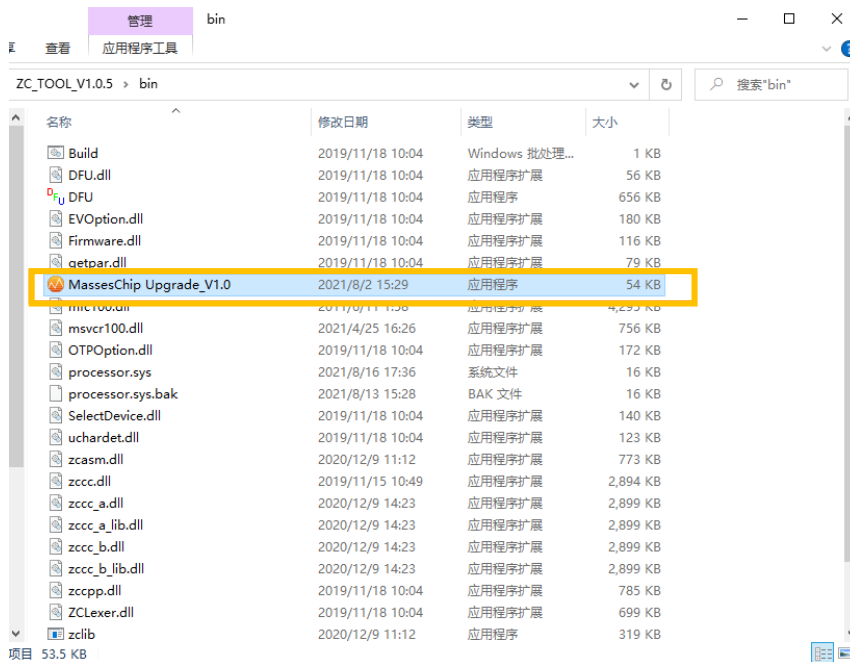 管理
bin
享
查看
应用程序工具
ZC_TOOL_V1.0.5 › bin
搜索"bin"
名称 修改日期 类型 大小
Build 2019/11/18 10:04 Windows 批处理... 1 KB
DFU.dll 2019/11/18 10:04 应用程序扩展 56 KB
DFU DFU 2019/11/18 10:04 应用程序 656 KB
EVOption.dll 2019/11/18 10:04 应用程序扩展 180 KB
Firmware.dll 2019/11/18 10:04 应用程序扩展 116 KB
getpar.dll 2019/11/18 10:04 应用程序扩展 79 KB
MassesChip Upgrade_V1.0 2021/8/2 15:29 应用程序 54 KB
mfc100.dll 2011/6/11 1:58 应用程序扩展 4,293 KB
msvcr100.dll 2021/4/25 16:26 应用程序扩展 756 KB
OTPOption.dll 2019/11/18 10:04 应用程序扩展 172 KB
processor.sys 2021/8/16 17:36 系统文件 16 KB
processor.sys.bak 2021/8/13 15:28 BAK 文件 16 KB
SelectDevice.dll 2019/11/18 10:04 应用程序扩展 140 KB
uchardet.dll 2019/11/18 10:04 应用程序扩展 123 KB
zcasm.dll 2020/12/9 11:12 应用程序扩展 773 KB
zccc.dll 2019/11/15 10:49 应用程序扩展 2,894 KB
zccc_a.dll 2020/12/9 14:23 应用程序扩展 2,899 KB
zccc_a_lib.dll 2020/12/9 14:23 应用程序扩展 2,899 KB
zccc_b.dll 2020/12/9 14:23 应用程序扩展 2,899 KB
zccc_b_lib.dll 2020/12/9 14:23 应用程序扩展 2,899 KB
zccpp.dll 2019/11/18 10:04 应用程序扩展 785 KB
ZCLexer.dll 2019/11/18 10:04 应用程序扩展 699 KB
zclib 2020/12/9 11:12 应用程序 319 KB
项目 53.5 KB